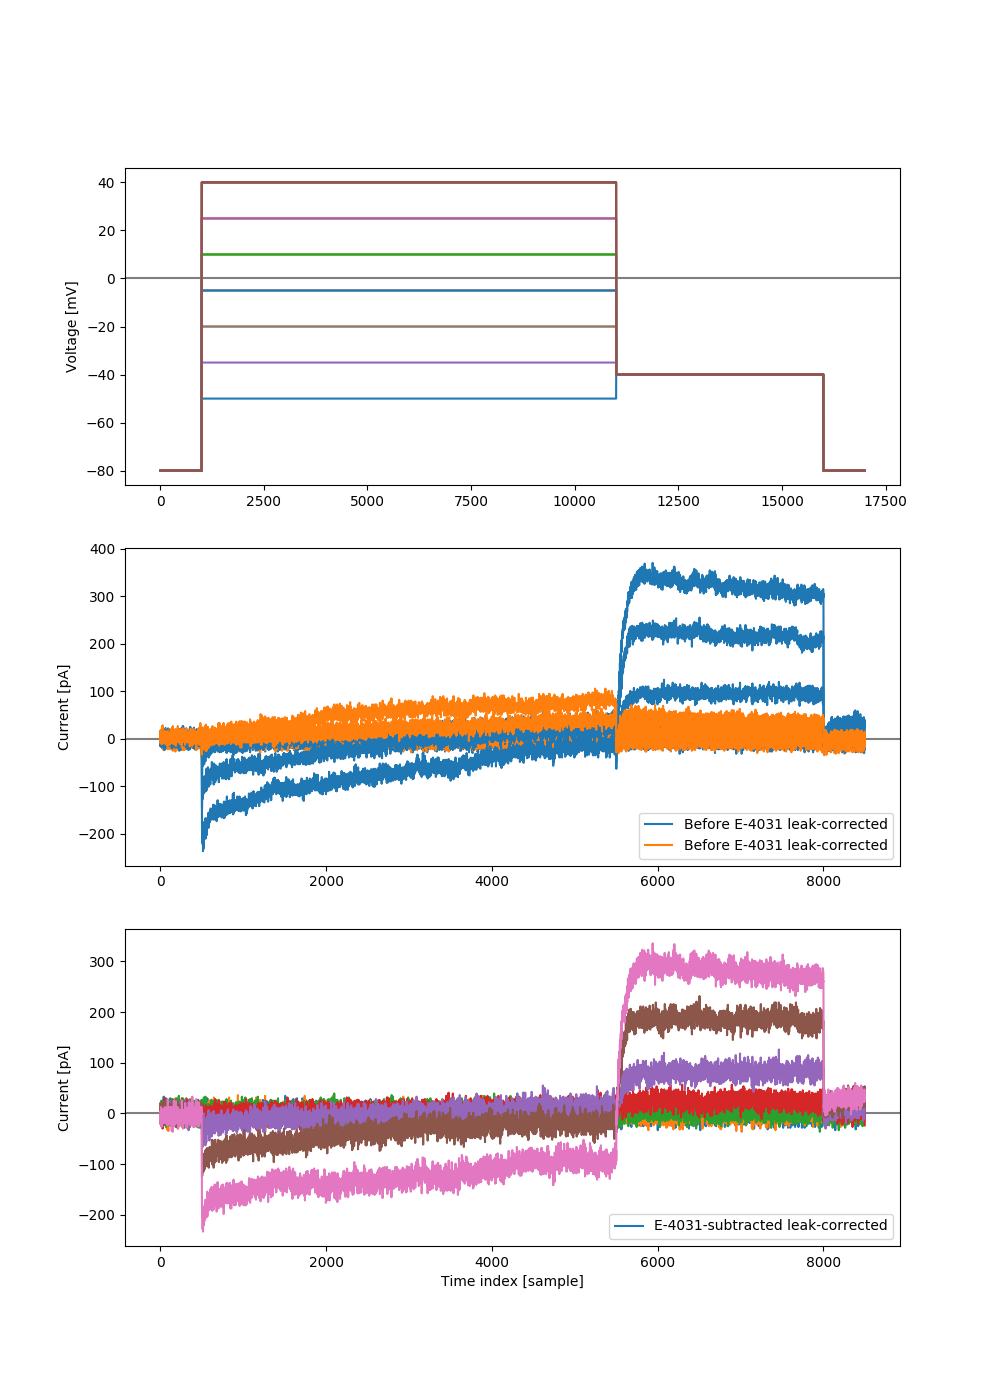 40
20
0
−20
−40
−60
−80
Voltage [mV]
0 2500 5000 7500 10000 12500 15000 17500
400
300
200
100
0
−100
−200
Current [pA]
Before E-4031 leak-corrected
Before E-4031 leak-corrected
0 2000 4000 6000 8000
300
200
100
0
−100
−200
Current [pA]
E-4031-subtracted leak-corrected
0 2000 4000 6000 8000
Time index [sample]